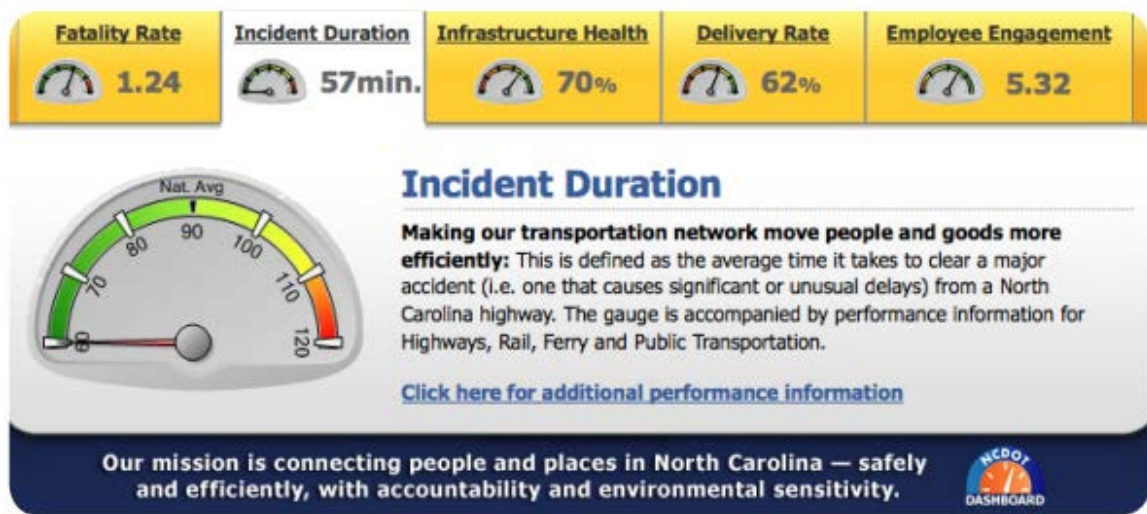 Fatality Rate
1.24
Incident Duration
57min.
Infrastructure Health
70%
Delivery Rate
62%
Employee Engagement
5.32
Nat. Avg
60
70
80
90
100
110
120
Incident Duration
Making our transportation network move people and goods more
efficiently: This is defined as the average time it takes to clear a major
accident (i.e. one that causes significant or unusual delays) from a North
Carolina highway. The gauge is accompanied by performance information for
Highways, Rail, Ferry and Public Transportation.
Click here for additional performance information
Our mission is connecting people and places in North Carolina — safely
and efficiently, with accountability and environmental sensitivity.
NCDOT
DASHBOARD